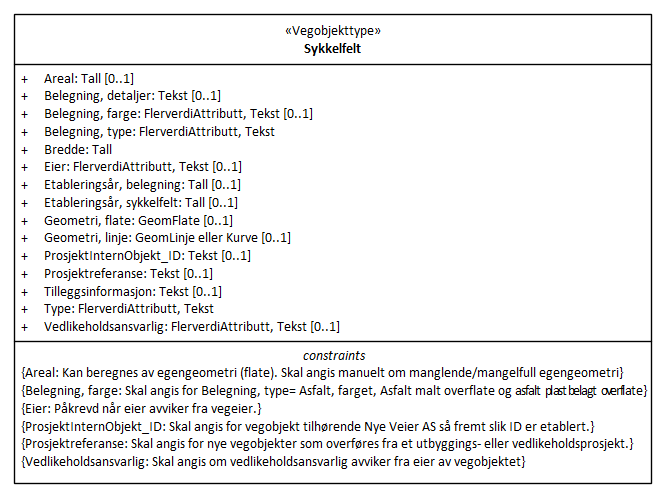 «Vegobjekttype»
Sykkelfelt
+ Areal: Tall [0..1]
+ Belegning, detaljer: Tekst [0..1]
+ Belegning, farge: FlerverdiAttributt, Tekst [0..1]
+ Belegning, type: FlerverdiAttributt, Tekst
+ Bredde: Tall
+ Eier: FlerverdiAttributt, Tekst [0..1]
+ Etableringsår, belegning: Tall [0..1]
+ Etableringsår, sykkelfelt: Tall [0..1]
+ Geometri, flate: GeomFlate [0..1]
+ Geometri, linje: GeomLinje eller Kurve [0..1]
+ ProsjektInternObjekt_ID: Tekst [0..1]
+ Prosjektreferanse: Tekst [0..1]
+ Tilleggsinformasjon: Tekst [0..1]
+ Type: FlerverdiAttributt, Tekst
+ Vedlikeholdsansvarlig: FlerverdiAttributt, Tekst [0..1]
constraints
{Areal: Kan beregnes av egengeometri (flate). Skal angis manuelt om manglende/mangelfull egengeometri}
{Belegning, farge: Skal angis for Belegning, type= Asfalt, farget, Asfalt malt overflate og asfalt plastbelagt overflate}
{Eier: Påkrevd når eier avviker fra vegeier.}
{ProsjektInternObjekt_ID: Skal angis for vegobjekt tilhørende Nye Veier AS så fremt slik ID er etablert.}
{Prosjektreferanse: Skal angis for nye vegobjekter som overføres fra et utbyggings- eller vedlikeholdsprosjekt.}
{Vedlikeholdsansvarlig: Skal angis om vedlikeholdsansvarlig avviker fra eier av vegobjektet}